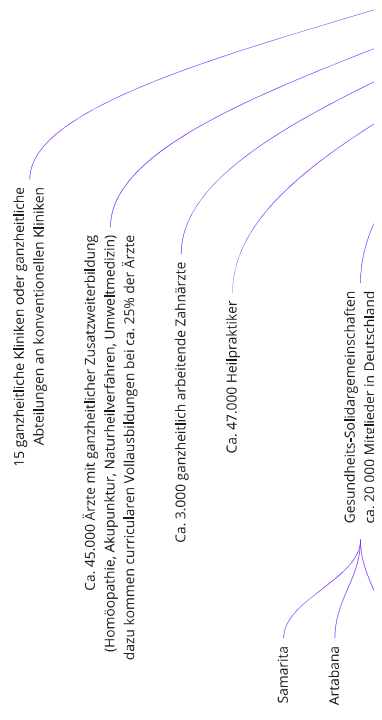 15 ganzheitliche Kliniken oder ganzheitliche
Abteilungen an konventionellen Kliniken
Ca. 45.000 Ärzte mit ganzheitlicher Zusatzweiterbildung
(Homöopathie, Akupunktur, Naturheilverfahren, Umweltmedizin)
dazu kommen curricularen Vollausbildungen bei ca. 25% der Ärzte
Ca. 3.000 ganzheitlich arbeitende Zahnärzte
Ca. 47.000 Heilpraktiker
Gesundheits-Solidargemeinschaften
ca. 20 000 Mitglieder in Deutschland
Samarita
Artabana